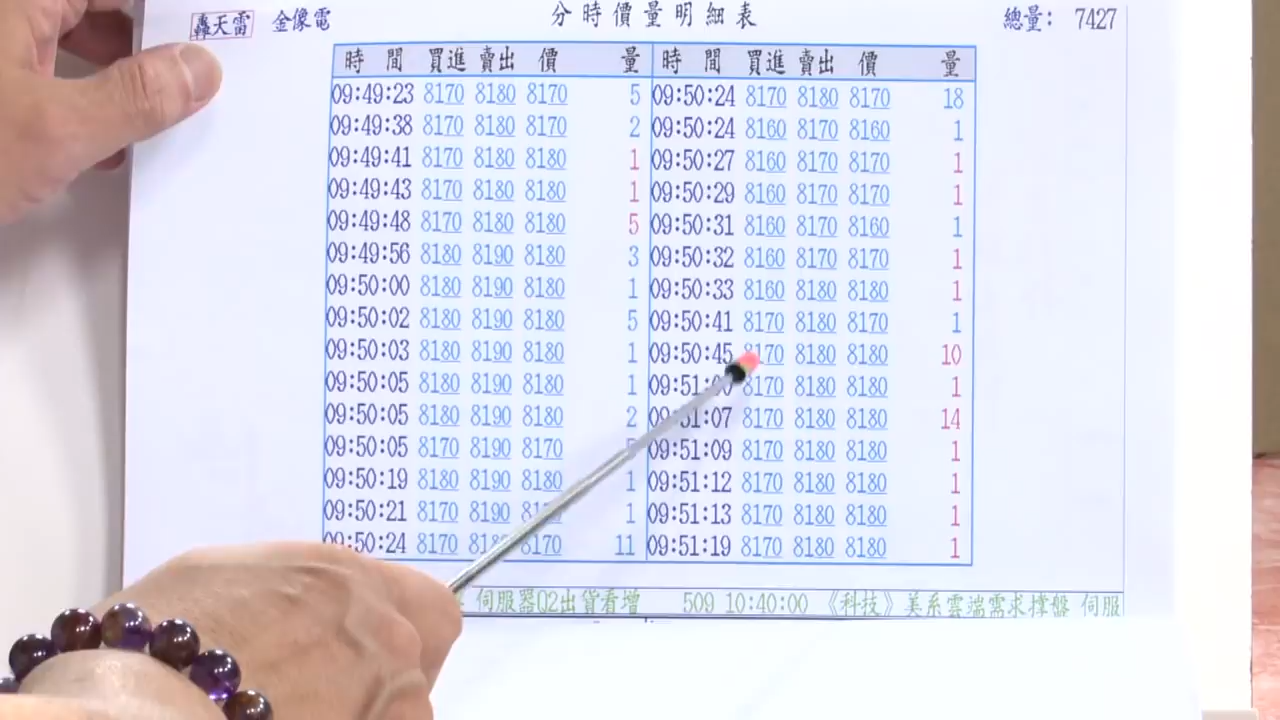 轟天雷 金像電 分時價量明細表 總量: 7427
時 間 買進 賣出 價 量 時 間 買進 賣出 價 量
09:49:23 8170 8180 8170 5 09:50:24 8170 8180 8170 18
09:49:38 8170 8180 8170 2 09:50:24 8160 8170 8160 1
09:49:41 8170 8180 8180 1 09:50:27 8160 8170 8170 1
09:49:43 8170 8180 8180 1 09:50:29 8160 8170 8170 1
09:49:48 8170 8180 8180 5 09:50:31 8160 8170 8160 1
09:49:56 8180 8190 8180 3 09:50:32 8160 8170 8170 1
09:50:00 8180 8190 8180 1 09:50:33 8160 8180 8180 1
09:50:02 8180 8190 8180 5 09:50:41 8170 8180 8170 1
09:50:03 8180 8190 8180 1 09:50:45 8170 8180 8180 10
09:50:05 8180 8190 8180 1 8170 8180 8180 1
09:50:05 8180 8190 8180 2 09:51:07 8170 8180 8180 14
09:50:05 8170 8190 8170 09:51:09 8170 8180 8180 1
09:50:19 8180 8190 8180 1 09:51:12 8170 8180 8180 1
09:50:21 8170 8190 1 09:51:13 8170 8180 8180 1
09:50:24 8170 8180 8170 11 09:51:19 8170 8180 8180 1
伺服器Q2出貨看增 509 10:40:00 《科技》美系雲端需求撐盤 伺服